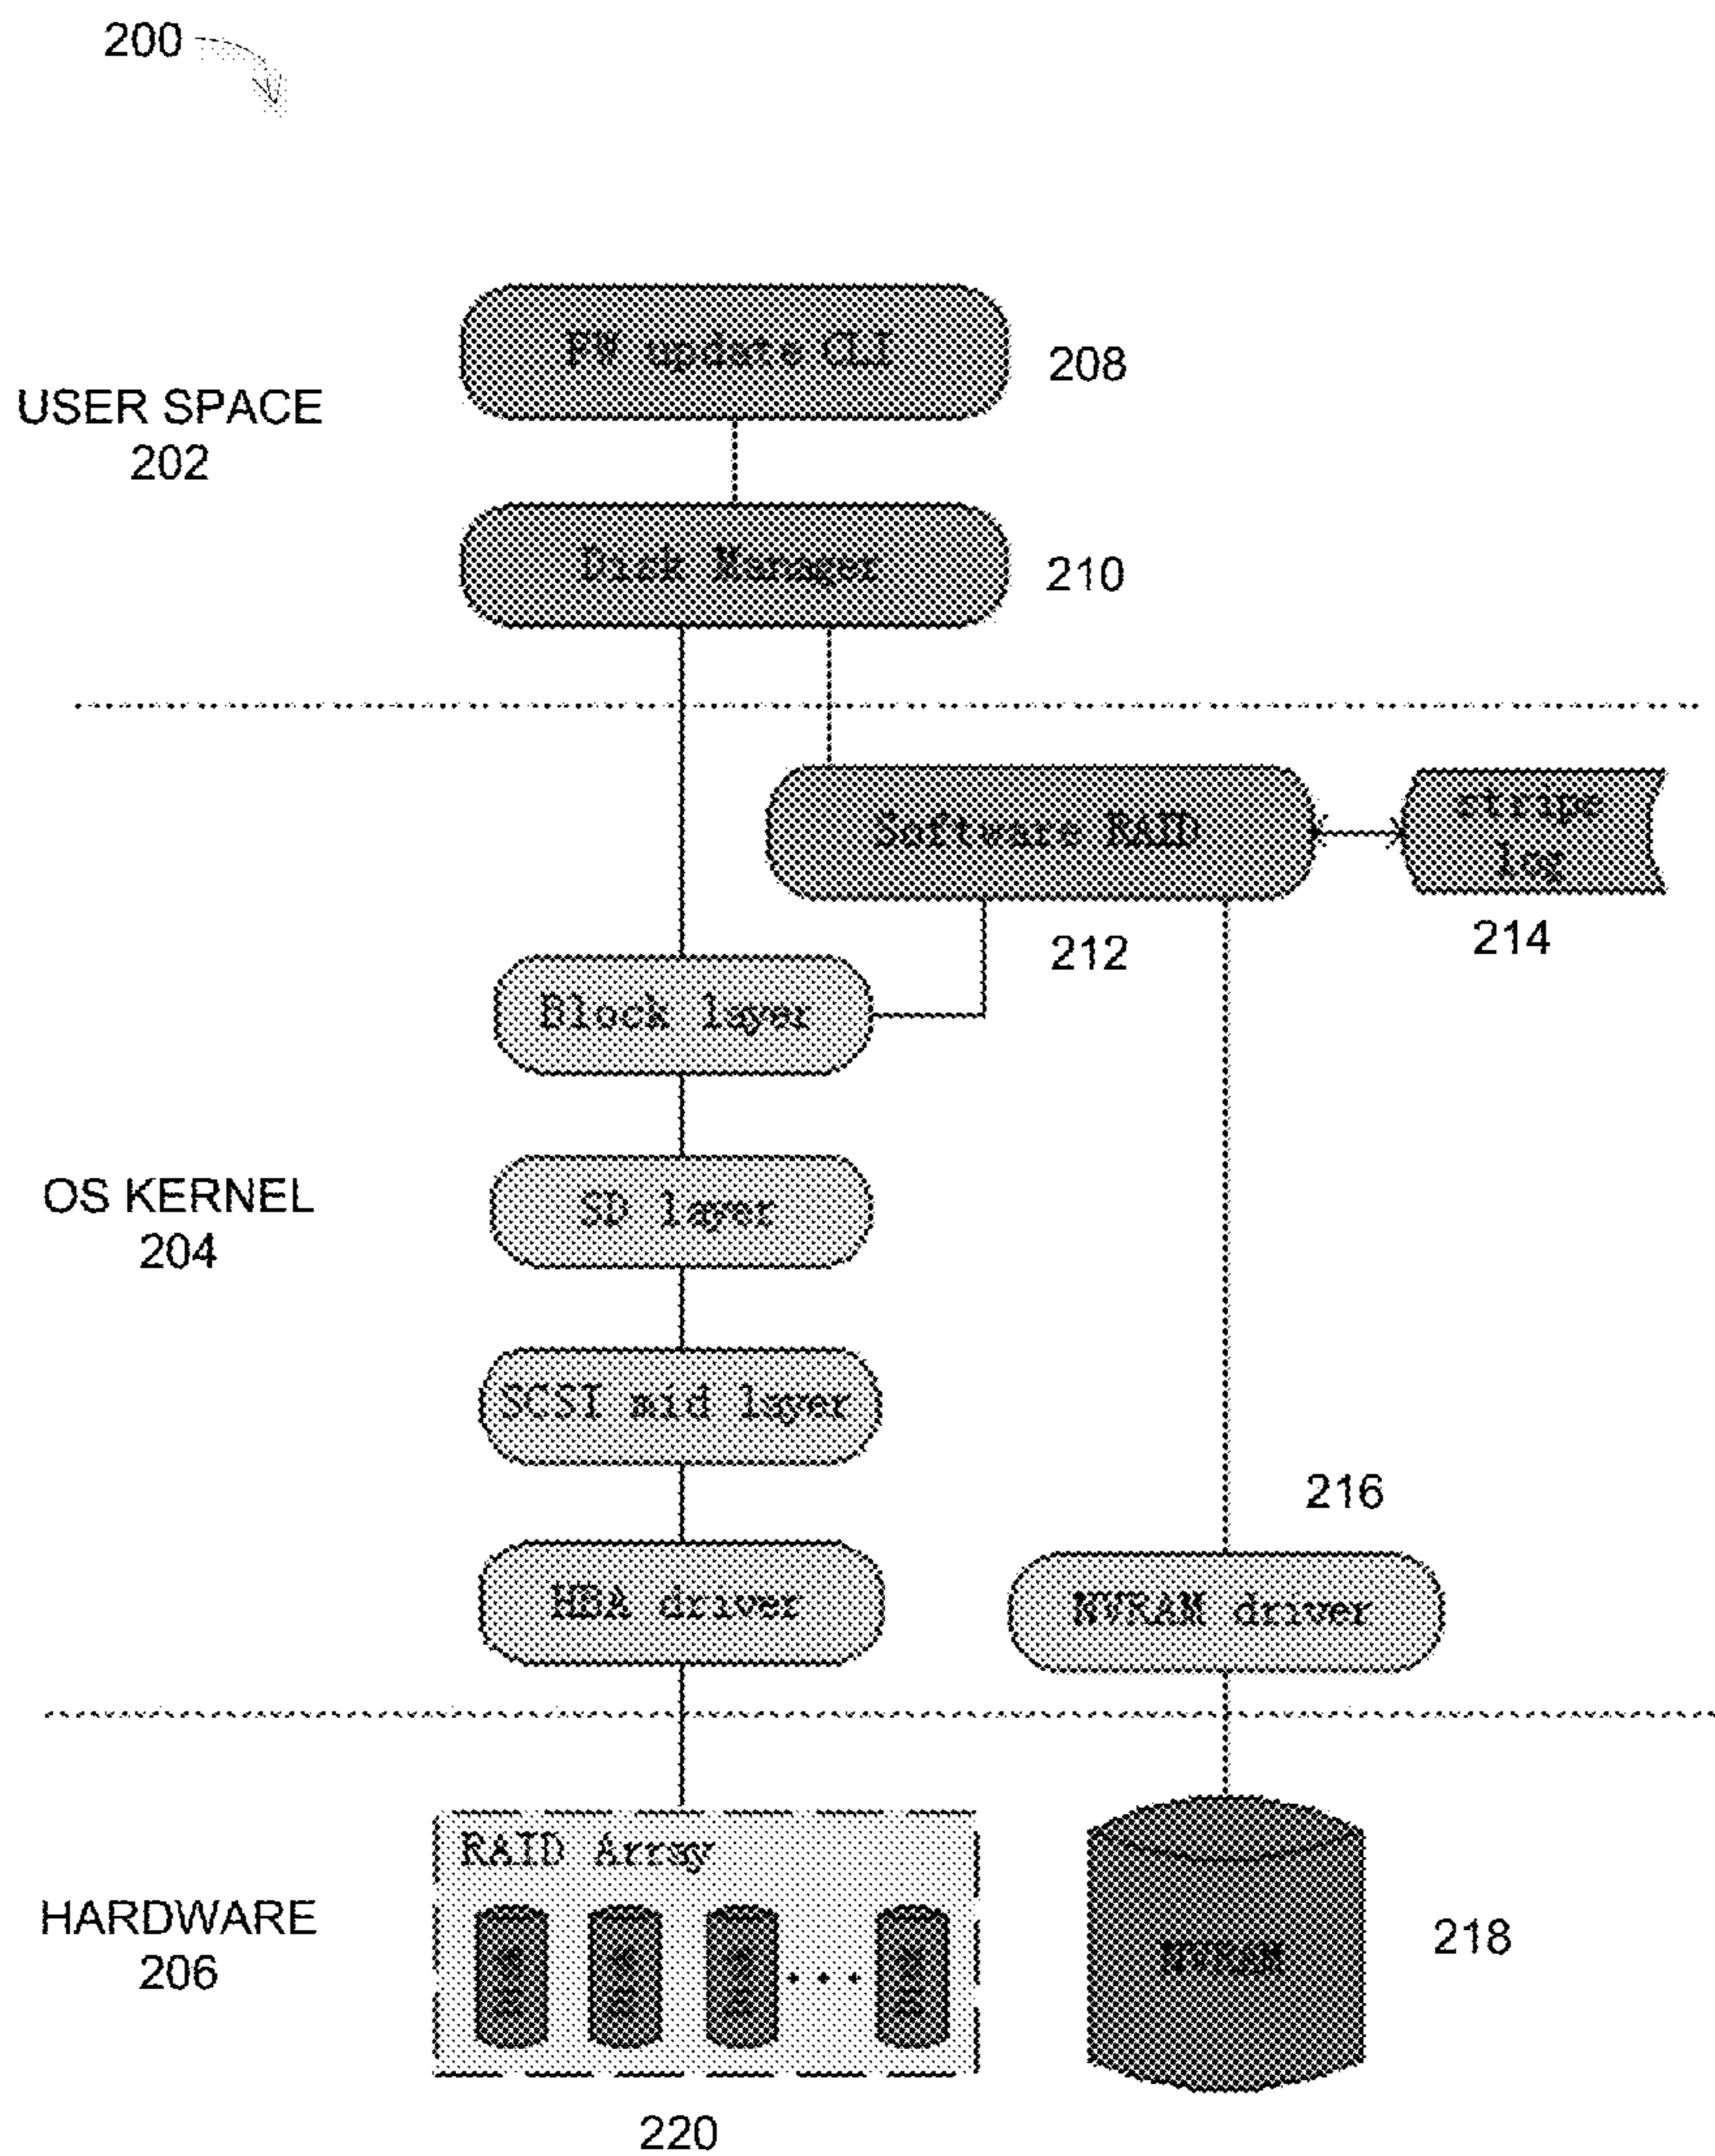 200
FW update CLI
208
USER SPACE
202
Disk Manager
210
Software RAID
stripe
log
212
214
Block layer
OS KERNEL
204
SD layer
SCSI mid layer
216
HBA driver
NVRAM driver
RAID Array
HARDWARE
206
NVRAM
218
220